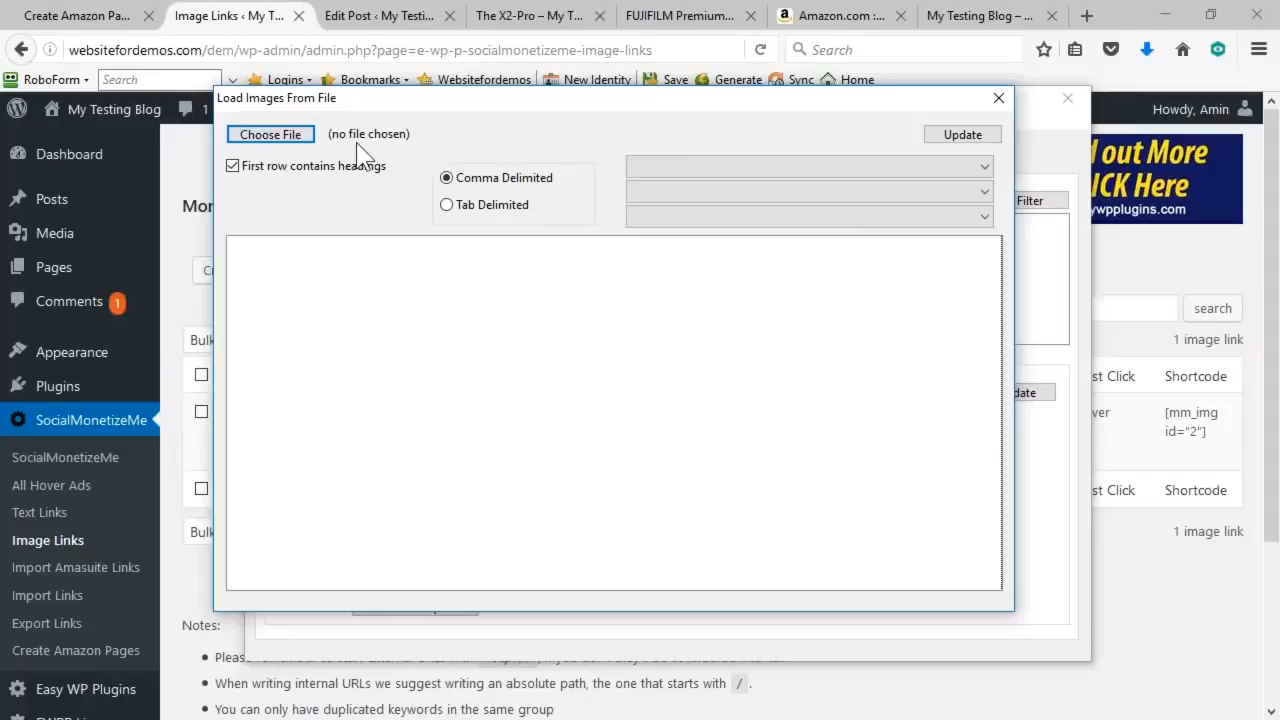 Create Amazon Pa...
Image Links ‹ My T...
Edit Post ‹ My Testi...
The X2-Pro – My T...
FUJIFILM Premium...
Amazon.com :...
My Testing Blog – ...
websitefordemos.com/dem/wp-admin/admin.php?page=e-wp-p-socialmonetizeme-image-links
Search
RoboForm
Search
Logins
Bookmarks
Websitefordemos
New Identity
Save
Generate
Sync
Home
My Testing Blog
1
Howdy, Amin
Load Images From File
Choose File
(no file chosen)
Update
First row contains headings
Comma Delimited
Tab Delimited
Dashboard
Posts
Media
Pages
Comments 1
Appearance
Plugins
SocialMonetizeMe
SocialMonetizeMe
All Hover Ads
Text Links
Image Links
Import Amasuite Links
Import Links
Export Links
Create Amazon Pages
Easy WP Plugins
out More
ICK Here
ywpplugins.com
Filter
search
1 image link
st Click
Shortcode
ver
[mm_img
id="2"]
st Click
Shortcode
1 image link
Notes:
When writing internal URLs we suggest writing an absolute path, the one that starts with / .
You can only have duplicated keywords in the same group